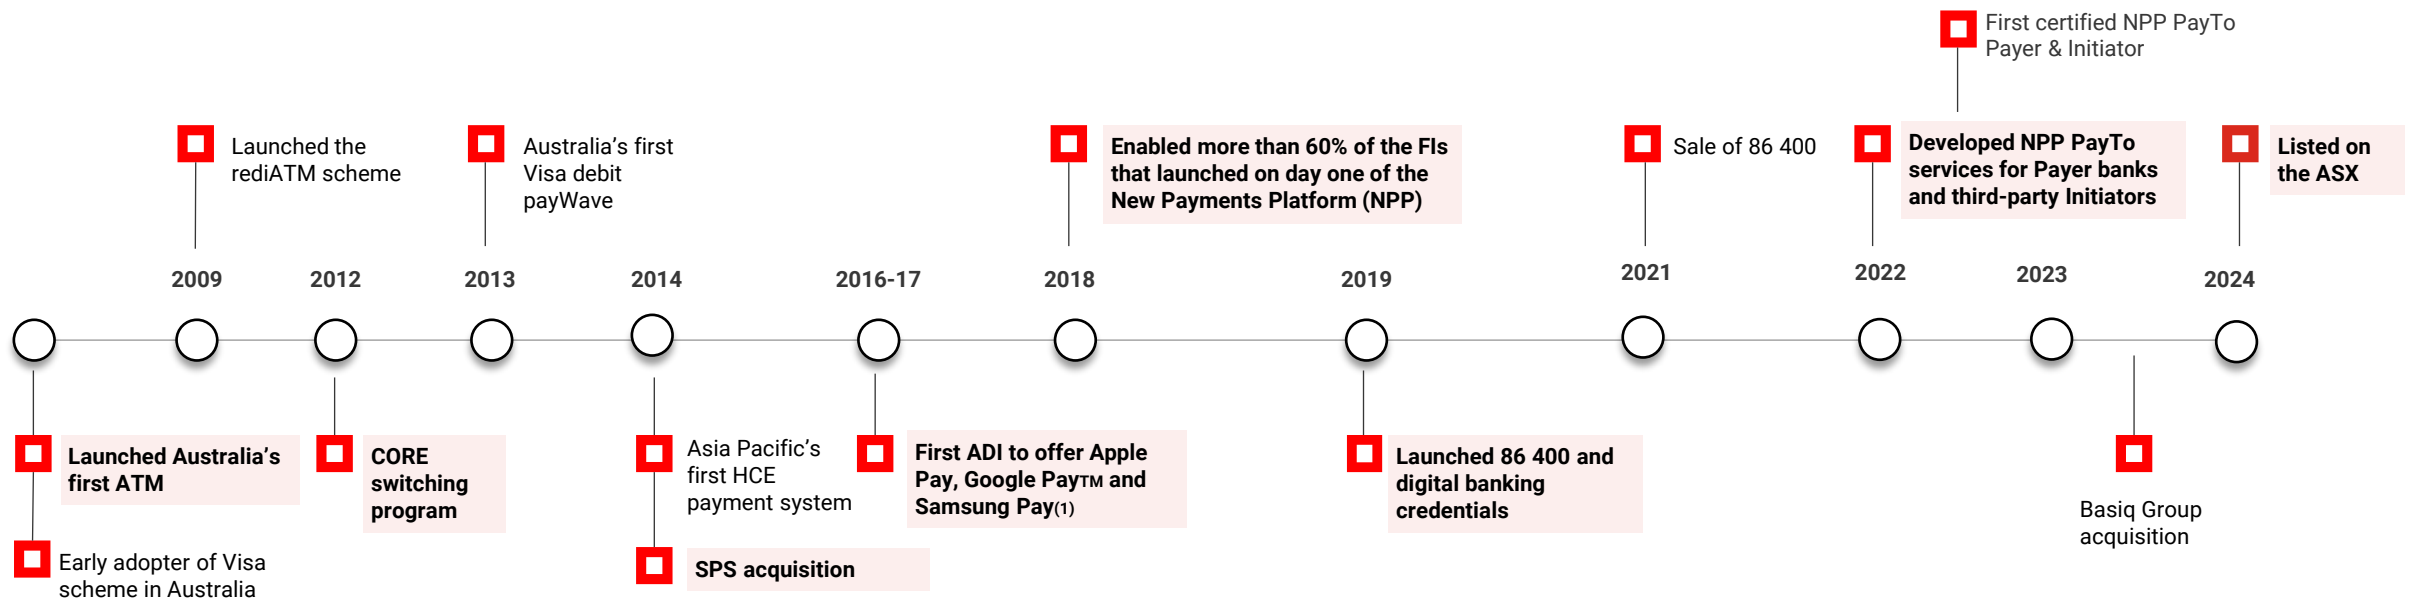 First certified NPP PayTo
Payer & Initiator
Launched the
rediATM scheme
Australia’s first
Visa debit
payWave
Enabled more than 60% of the FIs
that launched on day one of the
New Payments Platform (NPP)
Sale of 86 400
Developed NPP PayTo
services for Payer banks
and third-party Initiators
Listed on
the ASX
2009
2012
2013
2014
2016-17
2018
2019
2021
2022
2023
2024
Launched Australia’s
first ATM
Early adopter of Visa
scheme in Australia
CORE
switching
program
Asia Pacific’s
first HCE
payment system
SPS acquisition
First ADI to offer Apple
Pay, Google PayTM and
Samsung Pay(1)
Launched 86 400 and
digital banking
credentials
Basiq Group
acquisition